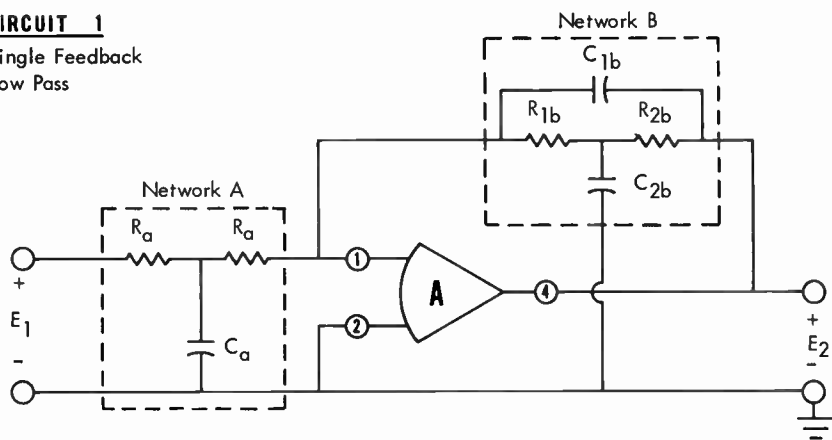 IRCUIT 1
ingle Feedback
ow Pass
Network B
C1b
R1b
R2b
C2b
Network A
Ra
Ra
Ca
1
2
A
4
+
E1
-
+
E2
-